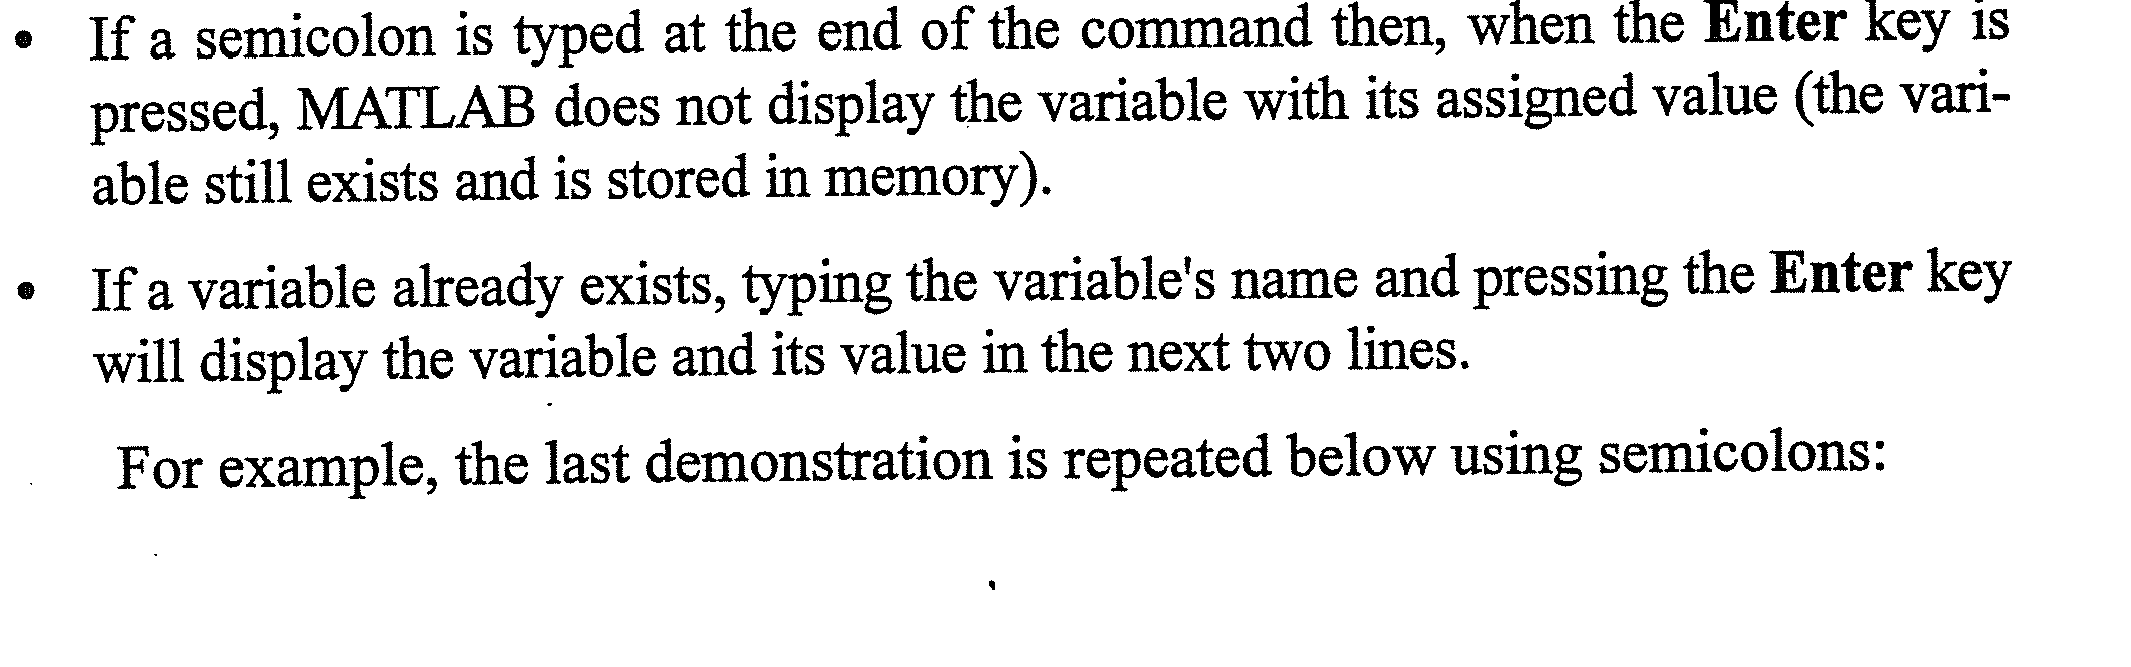 • If a semicolon is typed at the end of the command then, when the Enter key is
pressed, MATLAB does not display the variable with its assigned value (the vari-
able still exists and is stored in memory).
• If a variable already exists, typing the variable's name and pressing the Enter key
will display the variable and its value in the next two lines.
For example, the last demonstration is repeated below using semicolons: